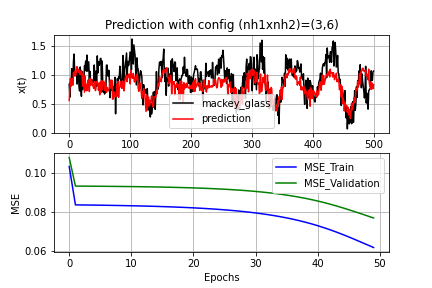 Prediction with config (nh1xnh2)=(3,6)
x(t)
1.5
1.0
0.5
0.0
mackey_glass
prediction
0 100 200 300 400 500
MSE
0.10
0.08
0.06
MSE_Train
MSE_Validation
0 10 20 30 40 50
Epochs